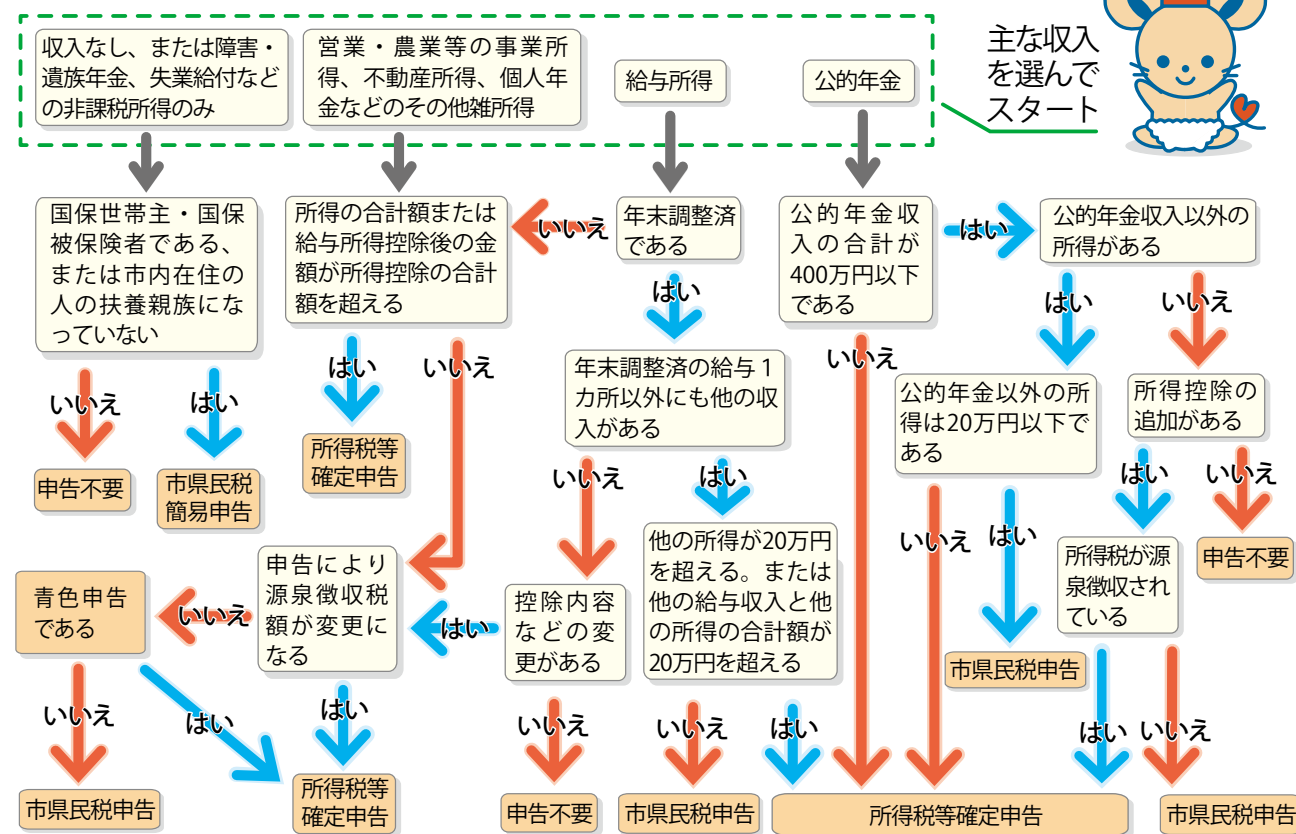 主な収入
を選んで
スタート
収入なし、または障害・
遺族年金、失業給付など
の非課税所得のみ
営業・農業等の事業所
得、不動産所得、個人年
金などのその他雑所得
給与所得
公的年金
国保世帯主・国保
被保険者である、
または市内在住の
人の扶養親族にな
っていない
所得の合計額または
給与所得控除後の金
額が所得控除の合計
額を超える
いいえ
年末調整済
である
公的年金収
入の合計が
400万円以下
である
はい
公的年金収入以外の
所得がある
いいえ
はい
はい
いいえ
はい
いいえ
はい
いいえ
申告不要
市県民税
簡易申告
所得税等
確定申告
年末調整済の給与1
カ所以外にも他の収
入がある
公的年金以外の所
得は20万円以下で
ある
所得控除の
追加がある
いいえ
はい
いいえ
はい
はい
いいえ
青色申告
である
いいえ
申告により
源泉徴収税
額が変更に
なる
はい
控除内容
などの変
更がある
他の所得が20万円
を超える。または
他の給与収入と他
の所得の合計額が
20万円を超える
市県民税申告
所得税が源
泉徴収され
ている
申告不要
いいえ
はい
はい
いいえ
いいえ
はい
はい
いいえ
市県民税申告
所得税等
確定申告
申告不要
市県民税申告
所得税等確定申告
市県民税申告